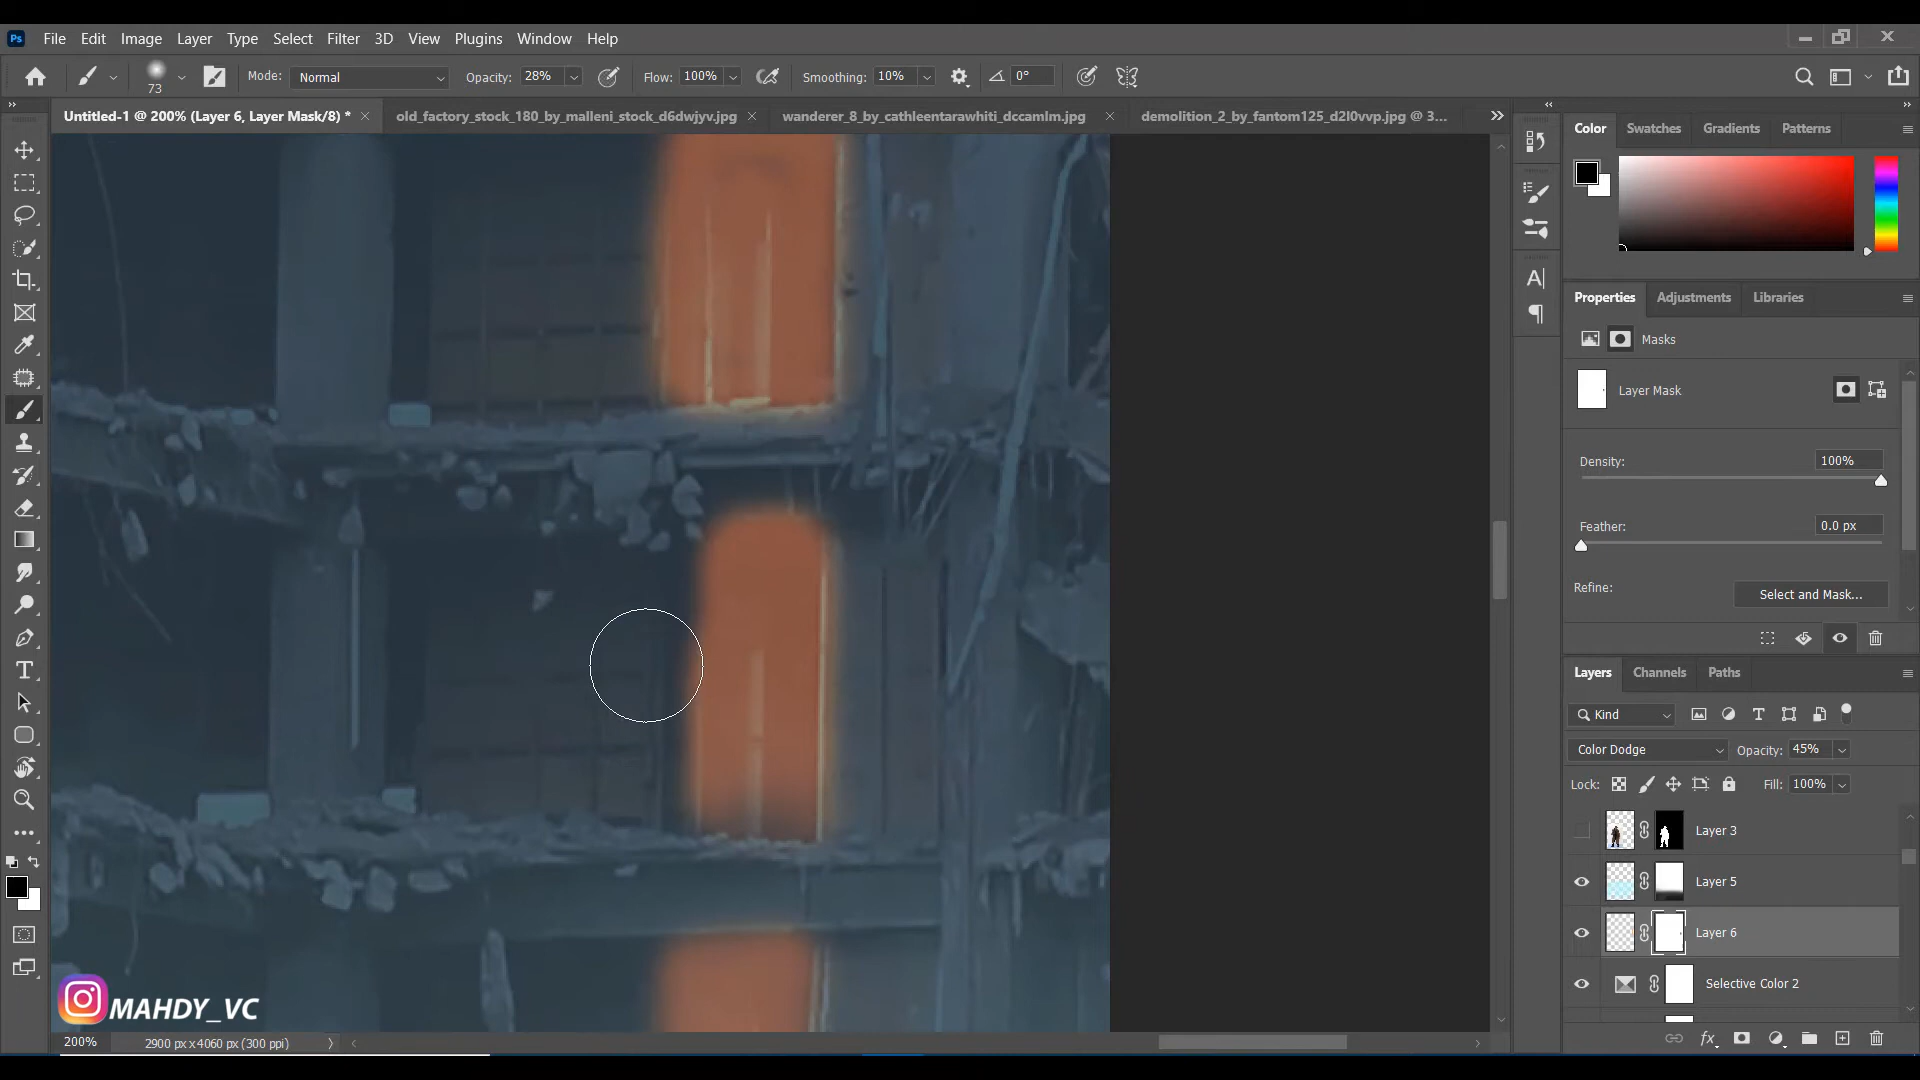 Ps File Edit Image Layer Type Select Filter 3D View Plugins Window Help
73 Mode: Normal Opacity: 28% Flow: 100% Smoothing: 10% 0°
Untitled-1 @ 200% (Layer 6, Layer Mask/8) * old_factory_stock_180_by_malleni_stock_d6dwjyv.jpg wanderer_8_by_cathleentarawhiti_dccamlm.jpg demolition_2_by_fantom125_d2l0vvp.jpg @ 3...
Color Swatches Gradients Patterns
Properties Adjustments Libraries
Masks
Layer Mask
Density: 100%
Feather: 0.0 px
Refine: Select and Mask...
Layers Channels Paths
Kind
Color Dodge Opacity: 45%
Lock: Fill: 100%
Layer 3
Layer 5
Layer 6
Selective Color 2
fx
MAHDY_VC
200% 2900 px x 4060 px (300 ppi)